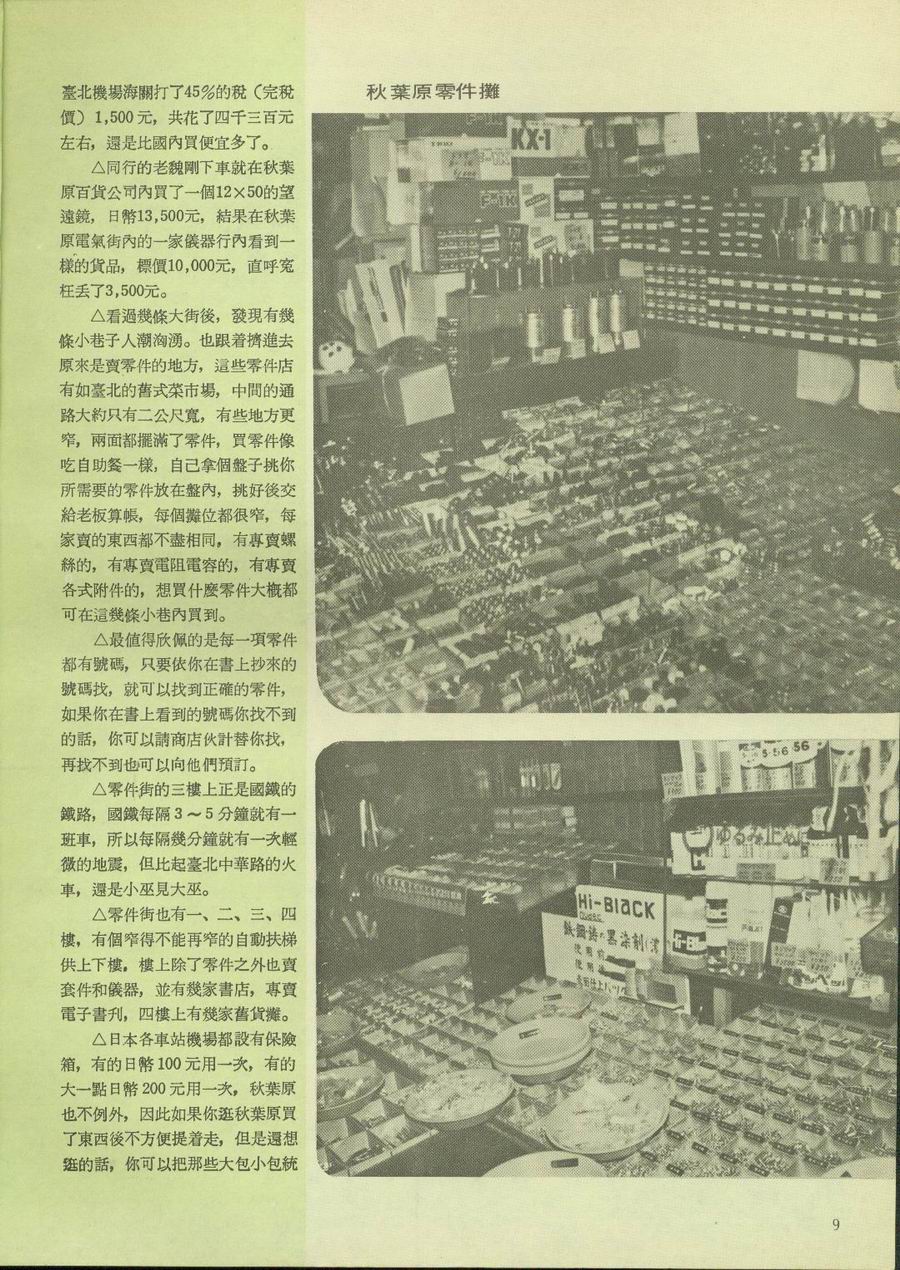 臺北機場海關打了45%的稅（完稅
價）1,500元，共花了四千三百元
左右，還是比國內買便宜多了。
△同行的老魏剛下車就在秋葉
原百貨公司內買了一個12×50的望
遠鏡，日幣13,500元，結果在秋葉
原電氣街內的一家儀器行內看到一
樣的貨品，標價10,000元，直呼寃
枉丟了3,500元。
△看過幾條大街後，發現有幾
條小巷子人潮洶湧。也跟着擠進去
原來是賣零件的地方，這些零件店
有如臺北的舊式菜市場，中間的通
路大約只有二公尺寬，有些地方更
窄，兩面都擺滿了零件，買零件像
吃自助餐一樣，自己拿個盤子挑你
所需要的零件放在盤內，挑好後交
給老板算帳，每個攤位都很窄，每
家賣的東西都不盡相同，有專賣螺
絲的，有專賣電阻電容的，有專賣
各式附件的，想買什麼零件大概都
可在這幾條小巷內買到。
△最值得欣佩的是每一項零件
都有號碼，只要依你在書上抄來的
號碼找，就可以找到正確的零件，
如果你在書上看到的號碼你找不到
的話，你可以請商店伙計替你找，
再找不到也可以向他們預訂。
△零件街的三樓上正是國鐵的
鐵路，國鐵每隔3～5分鐘就有一
班車，所以每隔幾分鐘就有一次輕
微的地震，但比起臺北中華路的火
車，還是小巫見大巫。
△零件街也有一、二、三、四
樓，有個窄得不能再窄的自動扶梯
供上下樓，樓上除了零件之外也賣
套件和儀器，並有幾家書店，專賣
電子書刋，四樓上有幾家舊貨攤。
△日本各車站機場都設有保險
箱，有的日幣100元用一次，有的
大一點日幣200元用一次，秋葉原
也不例外，因此如果你逛秋葉原買
了東西後不方便提着走，但是還想
逛的話，你可以把那些大包小包統
秋葉原零件攤
KX-1
F-1K
5-56
56
ゆるみ止め
Hi-BlacK
鉄鋼鋳の黒染剤
使用前
使用
9